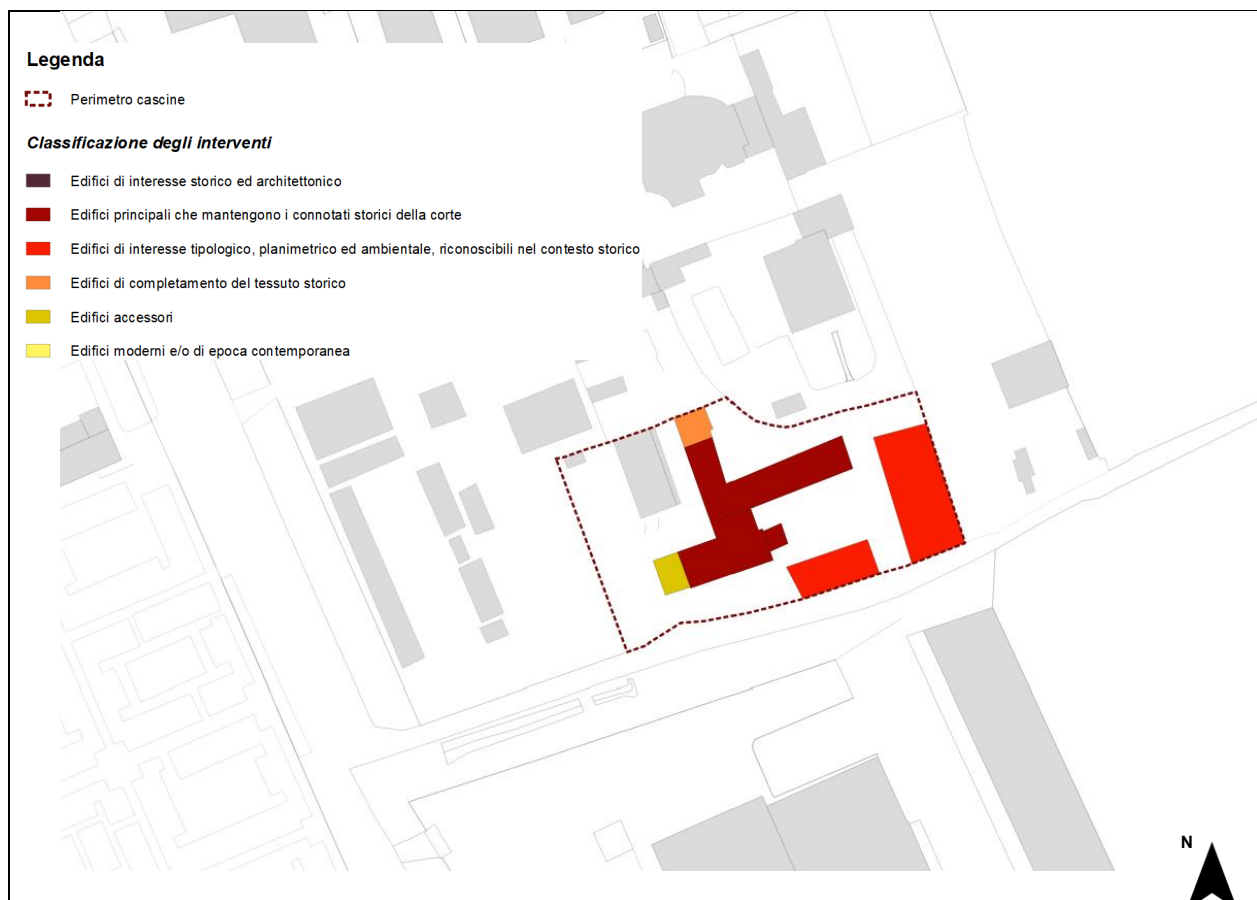 Legenda
Perimetro cascine
Classificazione degli interventi
Edifici di interesse storico ed architettonico
Edifici principali che mantengono i connotati storici della corte
Edifici di interesse tipologico, planimetrico ed ambientale, riconoscibili nel contesto storico
Edifici di completamento del tessuto storico
Edifici accessori
Edifici moderni e/o di epoca contemporanea
N